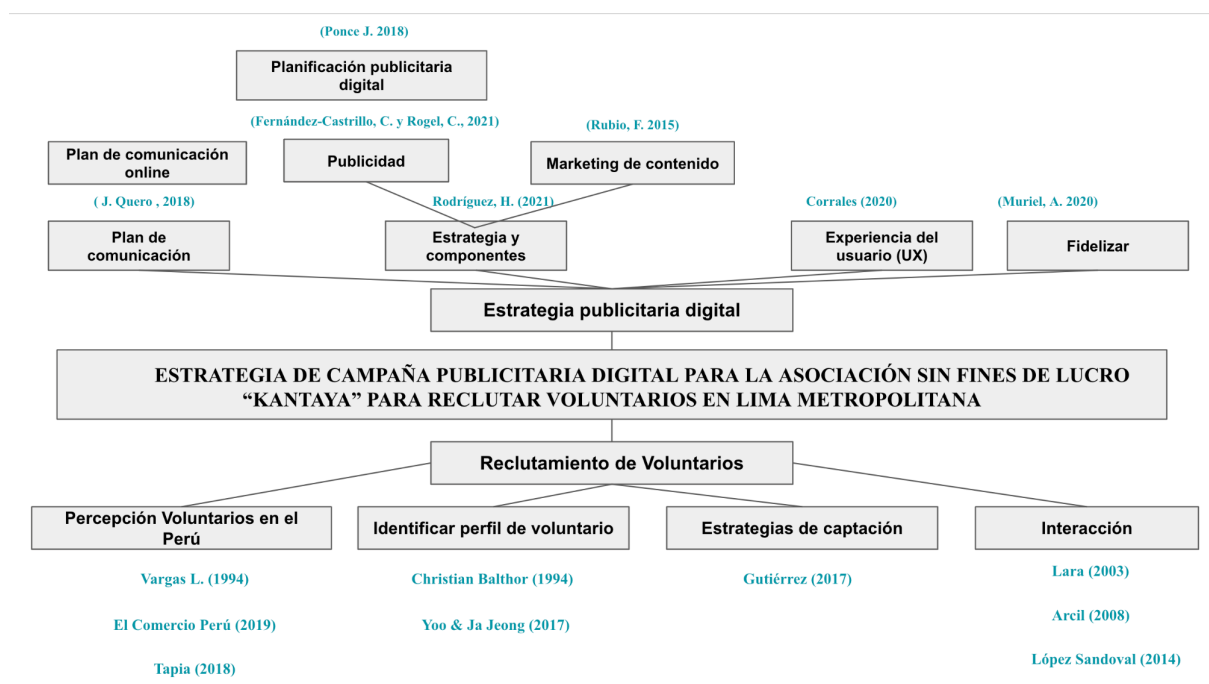 (Ponce J. 2018)
Planificación publicitaria
digital
(Fernández-Castrillo, C. y Rogel, C., 2021)
(Rubio, F. 2015)
Plan de comunicación
online
Publicidad
Marketing de contenido
( J. Quero , 2018)
Rodríguez, H. (2021)
Corrales (2020)
(Muriel, A. 2020)
Plan de
comunicación
Estrategia y
componentes
Experiencia del
usuario (UX)
Fidelizar
Estrategia publicitaria digital
ESTRATEGIA DE CAMPAÑA PUBLICITARIA DIGITAL PARA LA ASOCIACIÓN SIN FINES DE LUCRO
“KANTAYA” PARA RECLUTAR VOLUNTARIOS EN LIMA METROPOLITANA
Reclutamiento de Voluntarios
Percepción Voluntarios en el
Perú
Identificar perfil de voluntario
Estrategias de captación
Interacción
Vargas L. (1994)
El Comercio Perú (2019)
Tapia (2018)
Christian Balthor (1994)
Yoo & Ja Jeong (2017)
Gutiérrez (2017)
Lara (2003)
Arcil (2008)
López Sandoval (2014)